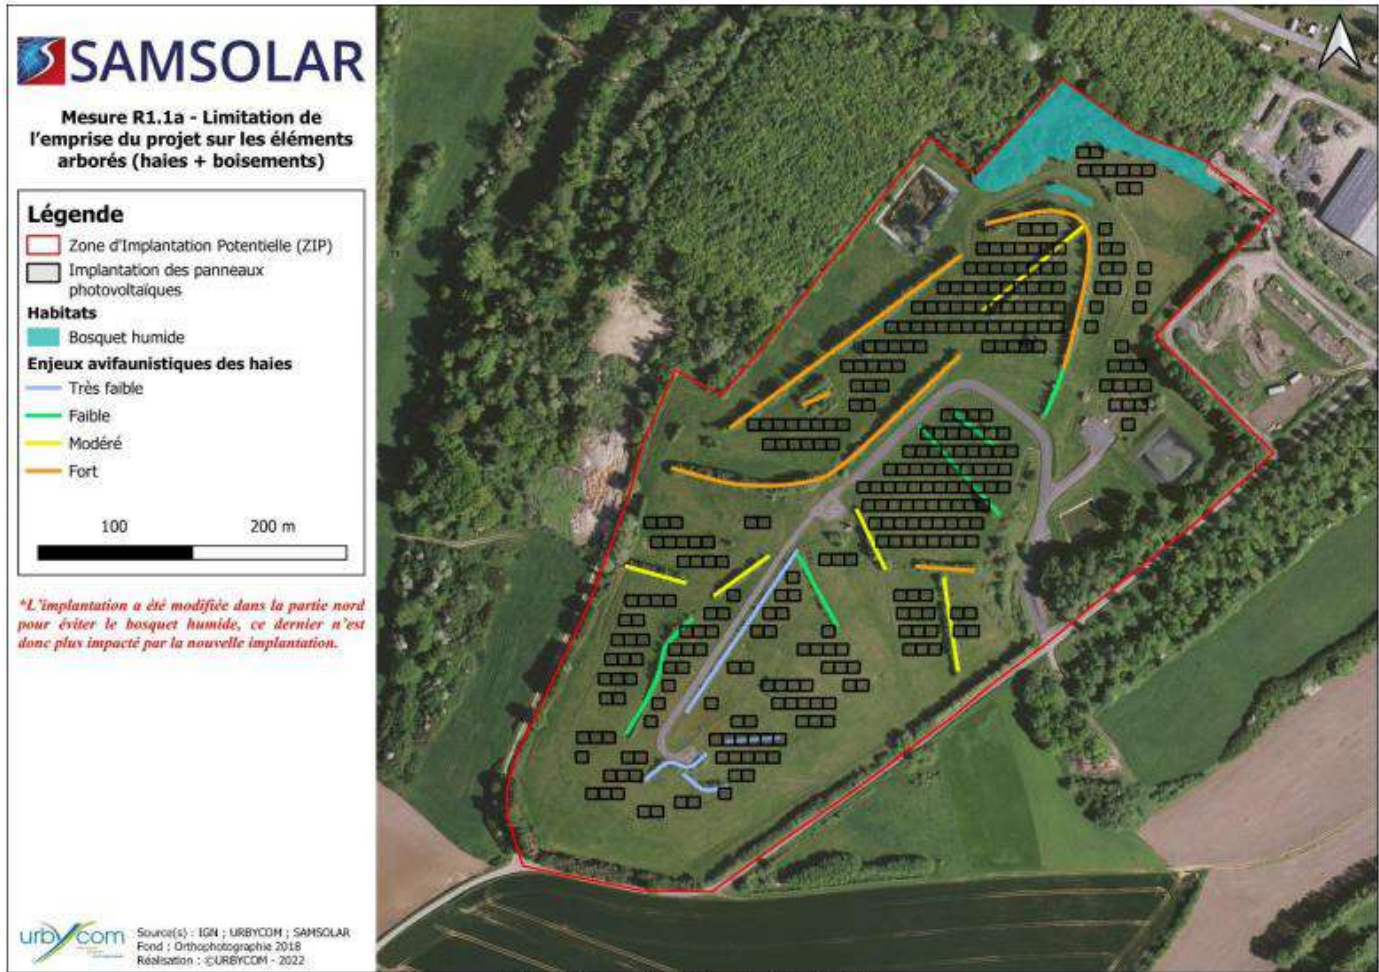 SAMSOLAR
Mesure R1.1a - Limitation de
l'emprise du projet sur les éléments
arborés (haies + boisements)
Légende
Zone d'Implantation Potentielle (ZIP)
Implantation des panneaux
photovoltaïques
Habitats
Bosquet humide
Enjeux avifaunistiques des haies
Très faible
Faible
Modéré
Fort
100 200 m
*L'implantation a été modifiée dans la partie nord
pour éviter le bosquet humide, ce dernier n'est
donc plus impacté par la nouvelle implantation.
urbycom
Source(s) : IGN ; URBYCOM ; SAMSOLAR
Fond : Orthophotographie 2018
Réalisation : ©URBYCOM - 2022